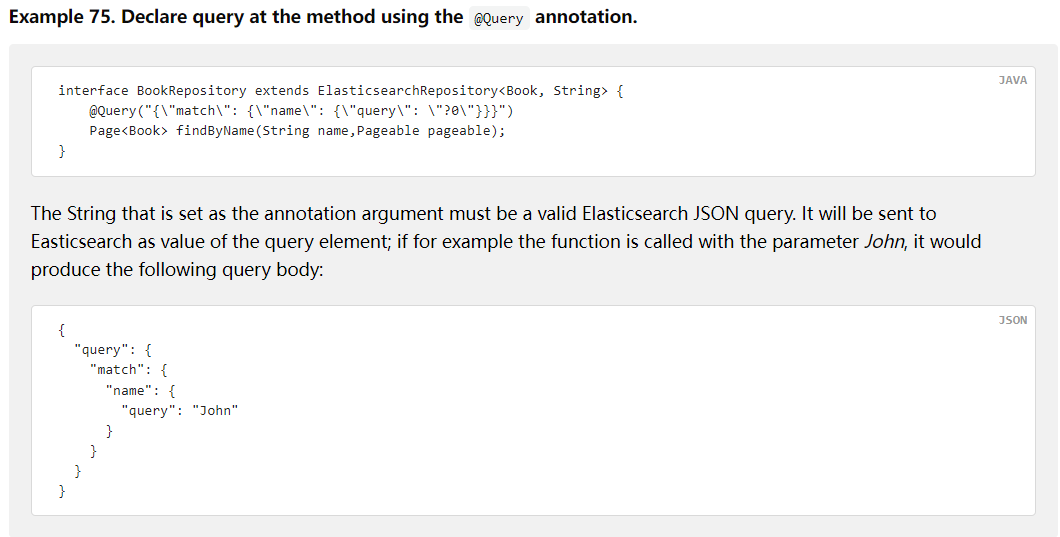 Example 75. Declare query at the method using the @Query annotation.
JAVA
interface BookRepository extends ElasticsearchRepository<Book, String> {
    @Query("{\"match\": {\"name\": {\"query\": \"?0\"}}}")
    Page<Book> findByName(String name,Pageable pageable);
}
The String that is set as the annotation argument must be a valid Elasticsearch JSON query. It will be sent to
Easticsearch as value of the query element; if for example the function is called with the parameter John, it would
produce the following query body:
JSON
{
  "query": {
    "match": {
      "name": {
        "query": "John"
      }
    }
  }
}